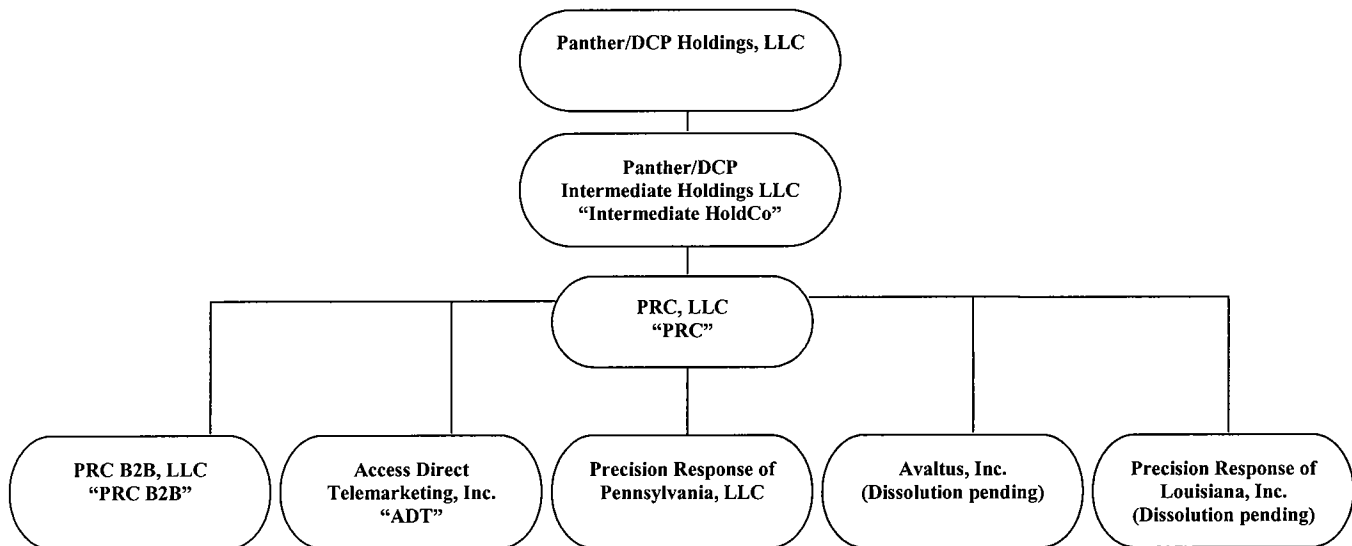 Panther/DCP Holdings, LLC
Panther/DCP
Intermediate Holdings LLC
“Intermediate HoldCo”
PRC, LLC
“PRC”
PRC B2B, LLC
“PRC B2B”
Access Direct
Telemarketing, Inc.
“ADT”
Precision Response of
Pennsylvania, LLC
Avaltus, Inc.
(Dissolution pending)
Precision Response of
Louisiana, Inc.
(Dissolution pending)